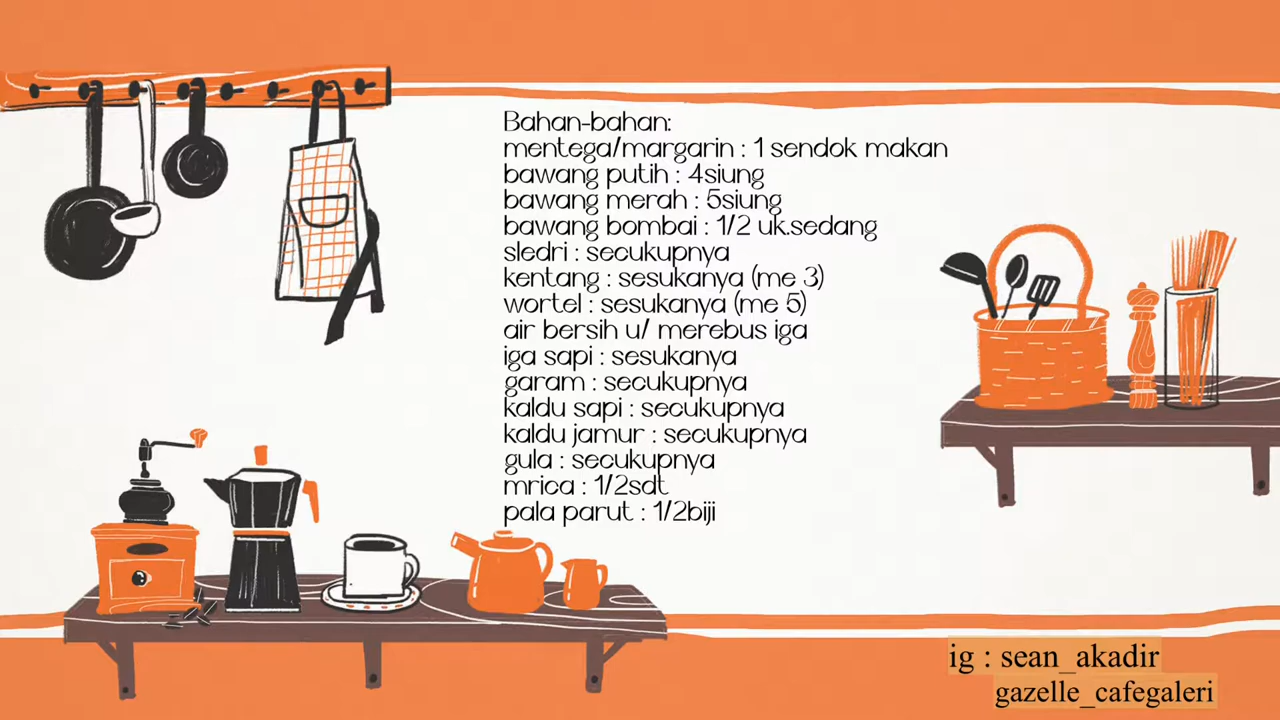 Bahan-bahan:
mentega/margarin : 1 sendok makan
bawang putih : 4siung
bawang merah : 5siung
bawang bombai : 1/2 uk.sedang
sledri : secukupnya
kentang : sesukanya (me 3)
wortel : sesukanya (me 5)
air bersih u/ merebus iga
iga sapi : sesukanya
garam : secukupnya
kaldu sapi : secukupnya
kaldu jamur : secukupnya
gula : secukupnya
mrica : 1/2sdt
pala parut : 1/2biji
ig : sean_akadir
gazelle_cafegaleri